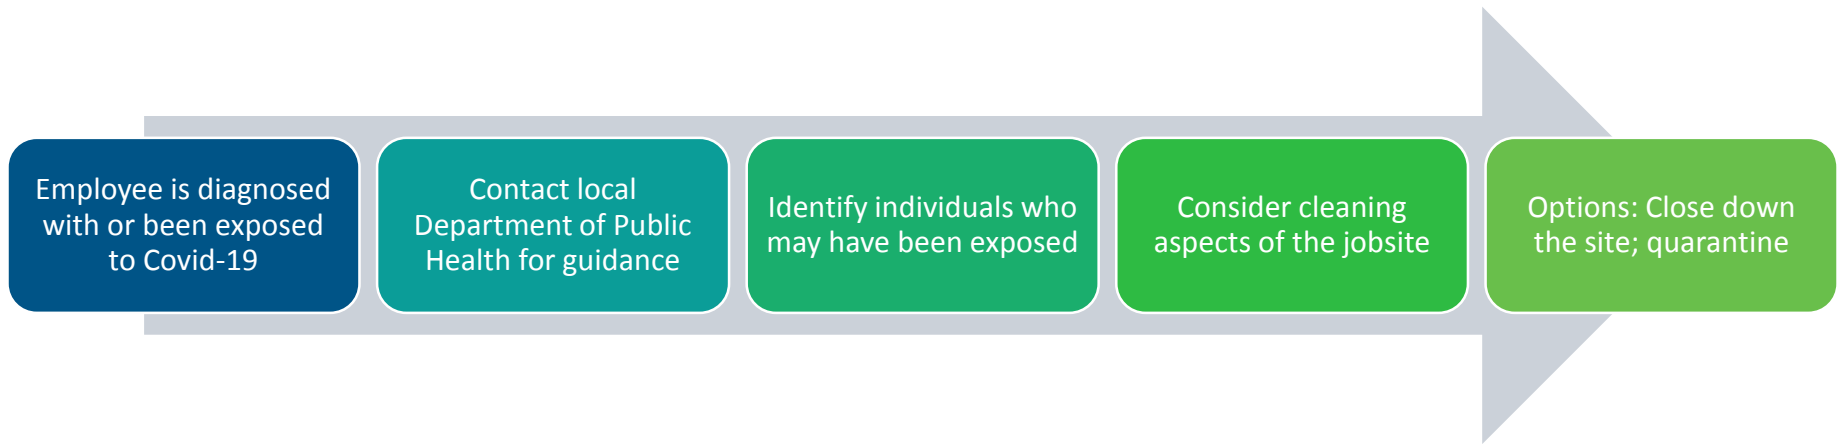 Employee is diagnosed
with or been exposed
to Covid-19
Contact local
Department of Public
Health for guidance
Identify individuals who
may have been exposed
Consider cleaning
aspects of the jobsite
Options: Close down
the site; quarantine